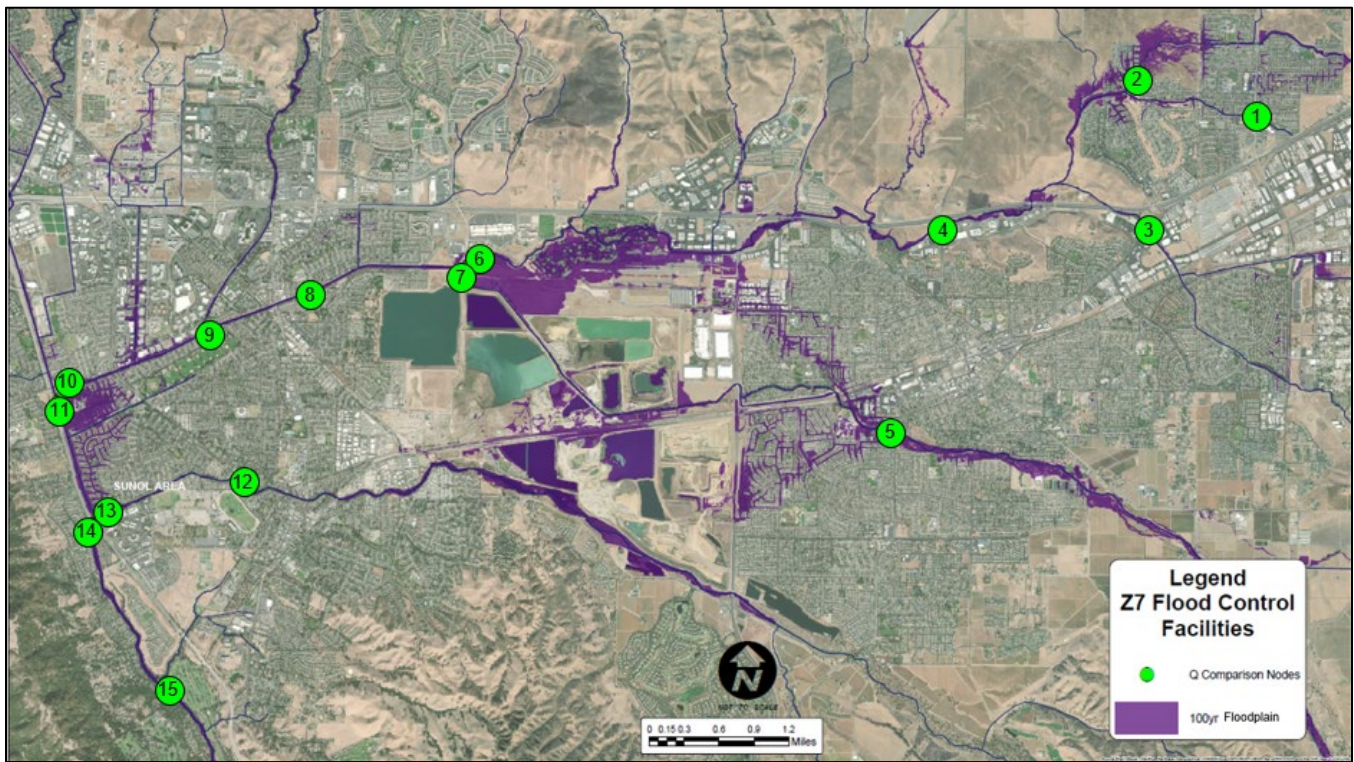 2
1
3
4
6
7
8
9
10
11
5
12
SUNOL AREA
13
14
15
N
NOT TO SCALE
0 0.15 0.3 0.6 0.9 1.2
Miles
Legend
Z7 Flood Control
Facilities
Q Comparison Nodes
100yr Floodplain